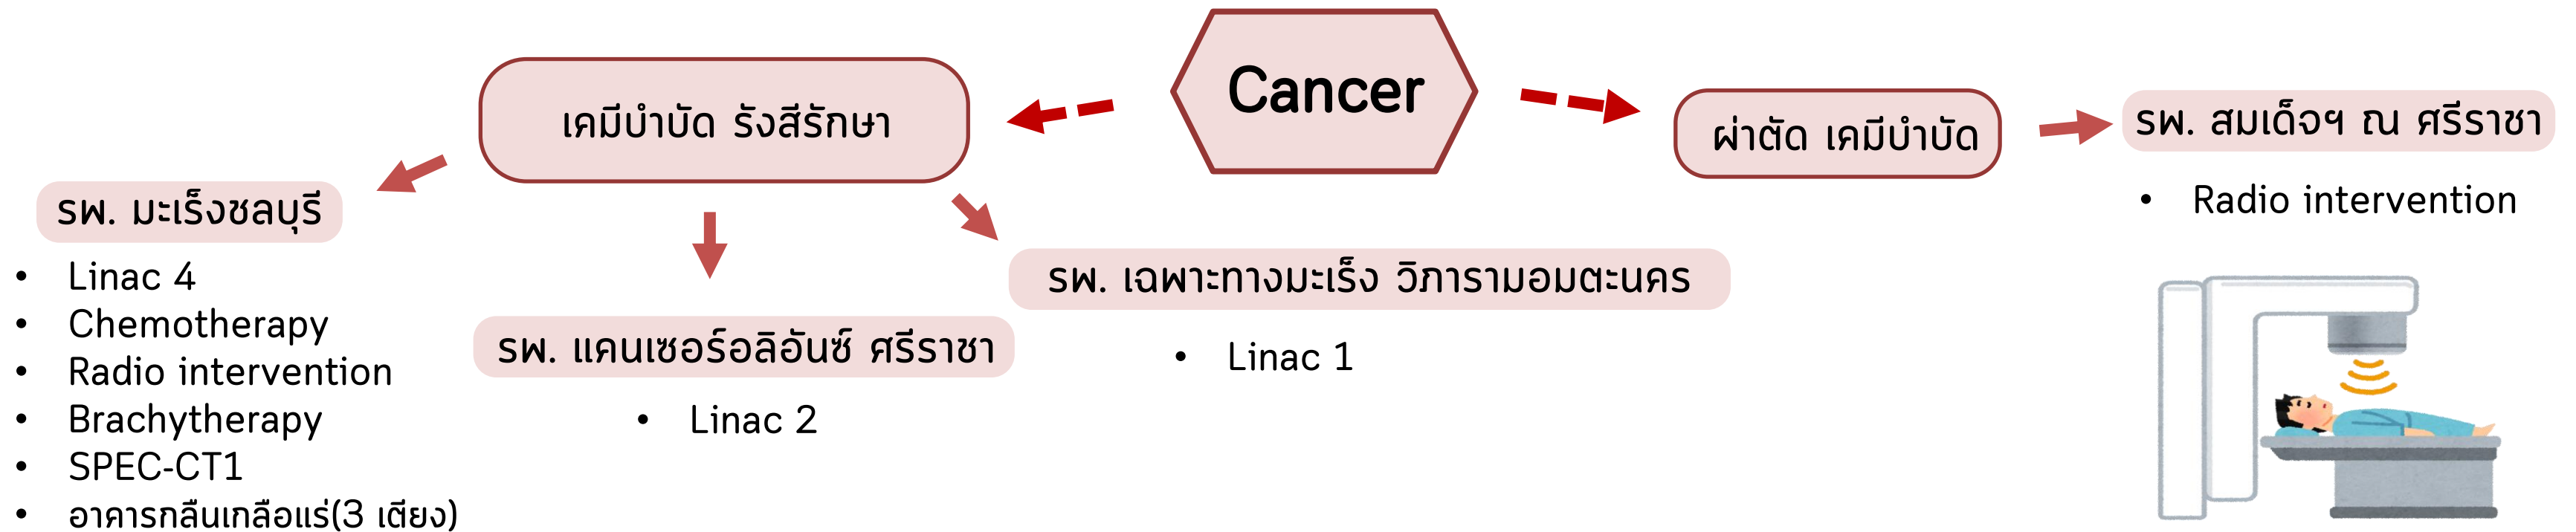 Cancer
เคมีบำบัด รังสีรักษา
รพ. มะเร็งชลบุรี
• Linac 4
• Chemotherapy
• Radio intervention
• Brachytherapy
• SPEC-CT1
• อาคารกลืนเกลือแร่(3 เตียง)
รพ. แคนเซอร์อลิอันซ์ ศรีราชา
• Linac 2
รพ. เฉพาะทางมะเร็ง วิภารามอมตะนคร
• Linac 1
ผ่าตัด เคมีบำบัด
รพ. สมเด็จฯ ณ ศรีราชา
• Radio intervention